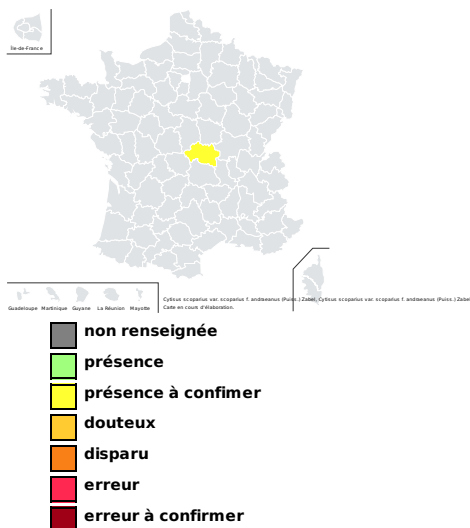 Île-de-France
Guadeloupe Martinique Guyane La Réunion Mayotte
Cytisus scoparius var. scoparius f. andreanus (Puiss.) Zabel, Cytisus scoparius var. scoparius f. andreanus (Puiss.) Zabel
Carte en cours d'élaboration.
non renseignée
présence
présence à confimer
douteux
disparu
erreur
erreur à confirmer